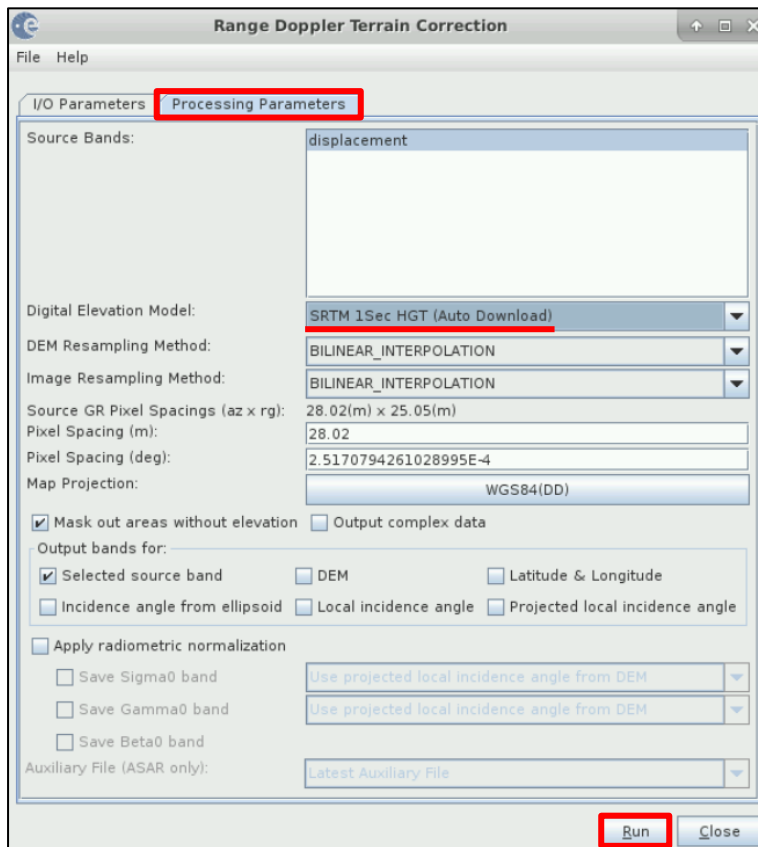 Range Doppler Terrain Correction
File Help
I/O Parameters Processing Parameters
Source Bands: displacement
Digital Elevation Model: SRTM 1Sec HGT (Auto Download)
DEM Resampling Method: BILINEAR_INTERPOLATION
Image Resampling Method: BILINEAR_INTERPOLATION
Source GR Pixel Spacings (az x rg): 28.02(m) x 25.05(m)
Pixel Spacing (m): 28.02
Pixel Spacing (deg): 2.5170794261028995E-4
Map Projection: WGS84(DD)
Mask out areas without elevation Output complex data
Output bands for:
Selected source band DEM Latitude & Longitude
Incidence angle from ellipsoid Local incidence angle Projected local incidence angle
Apply radiometric normalization
Save Sigma0 band Use projected local incidence angle from DEM
Save Gamma0 band Use projected local incidence angle from DEM
Save Beta0 band
Auxiliary File (ASAR only): Latest Auxiliary File
Run Close